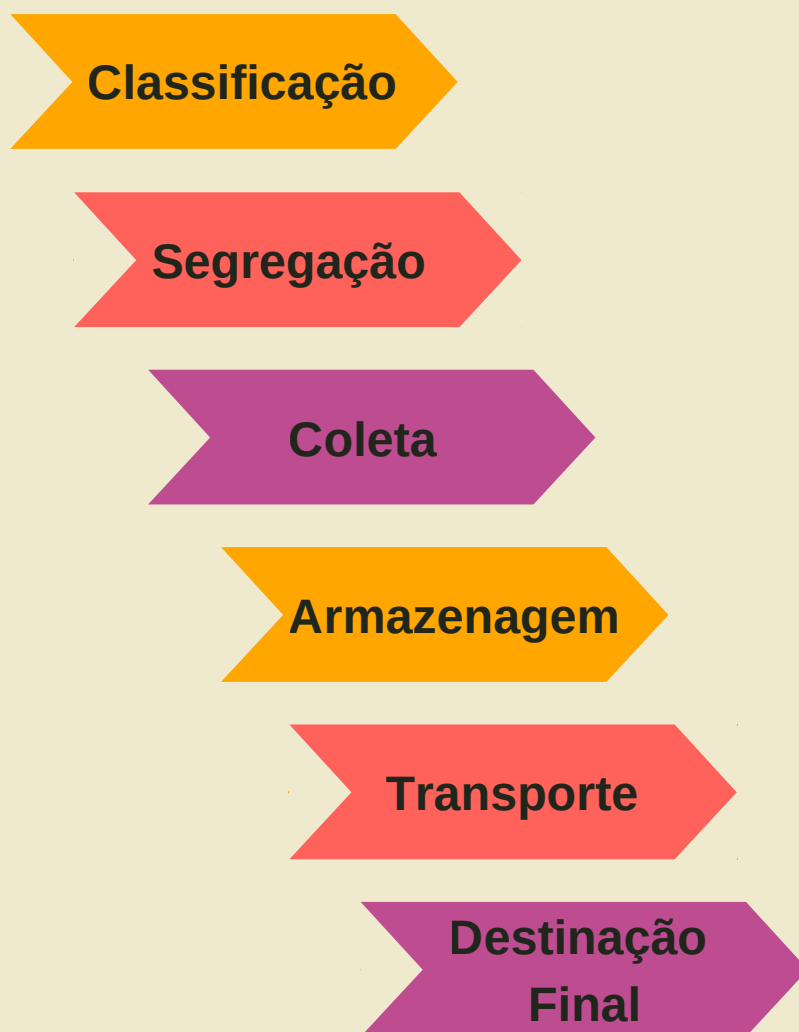 Classificação
Segregação
Coleta
Armazenagem
Transporte
Destinação
Final